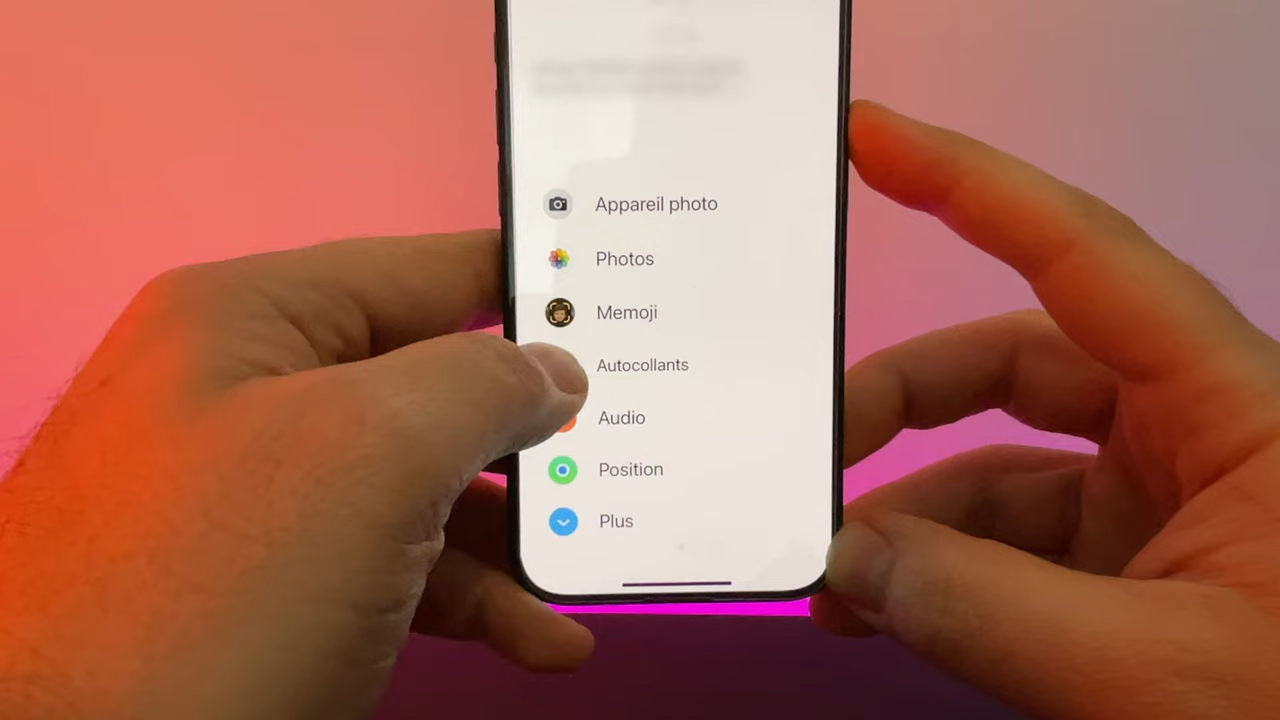 Appareil photo
Photos
Memoji
Autocollants
Audio
Position
Plus